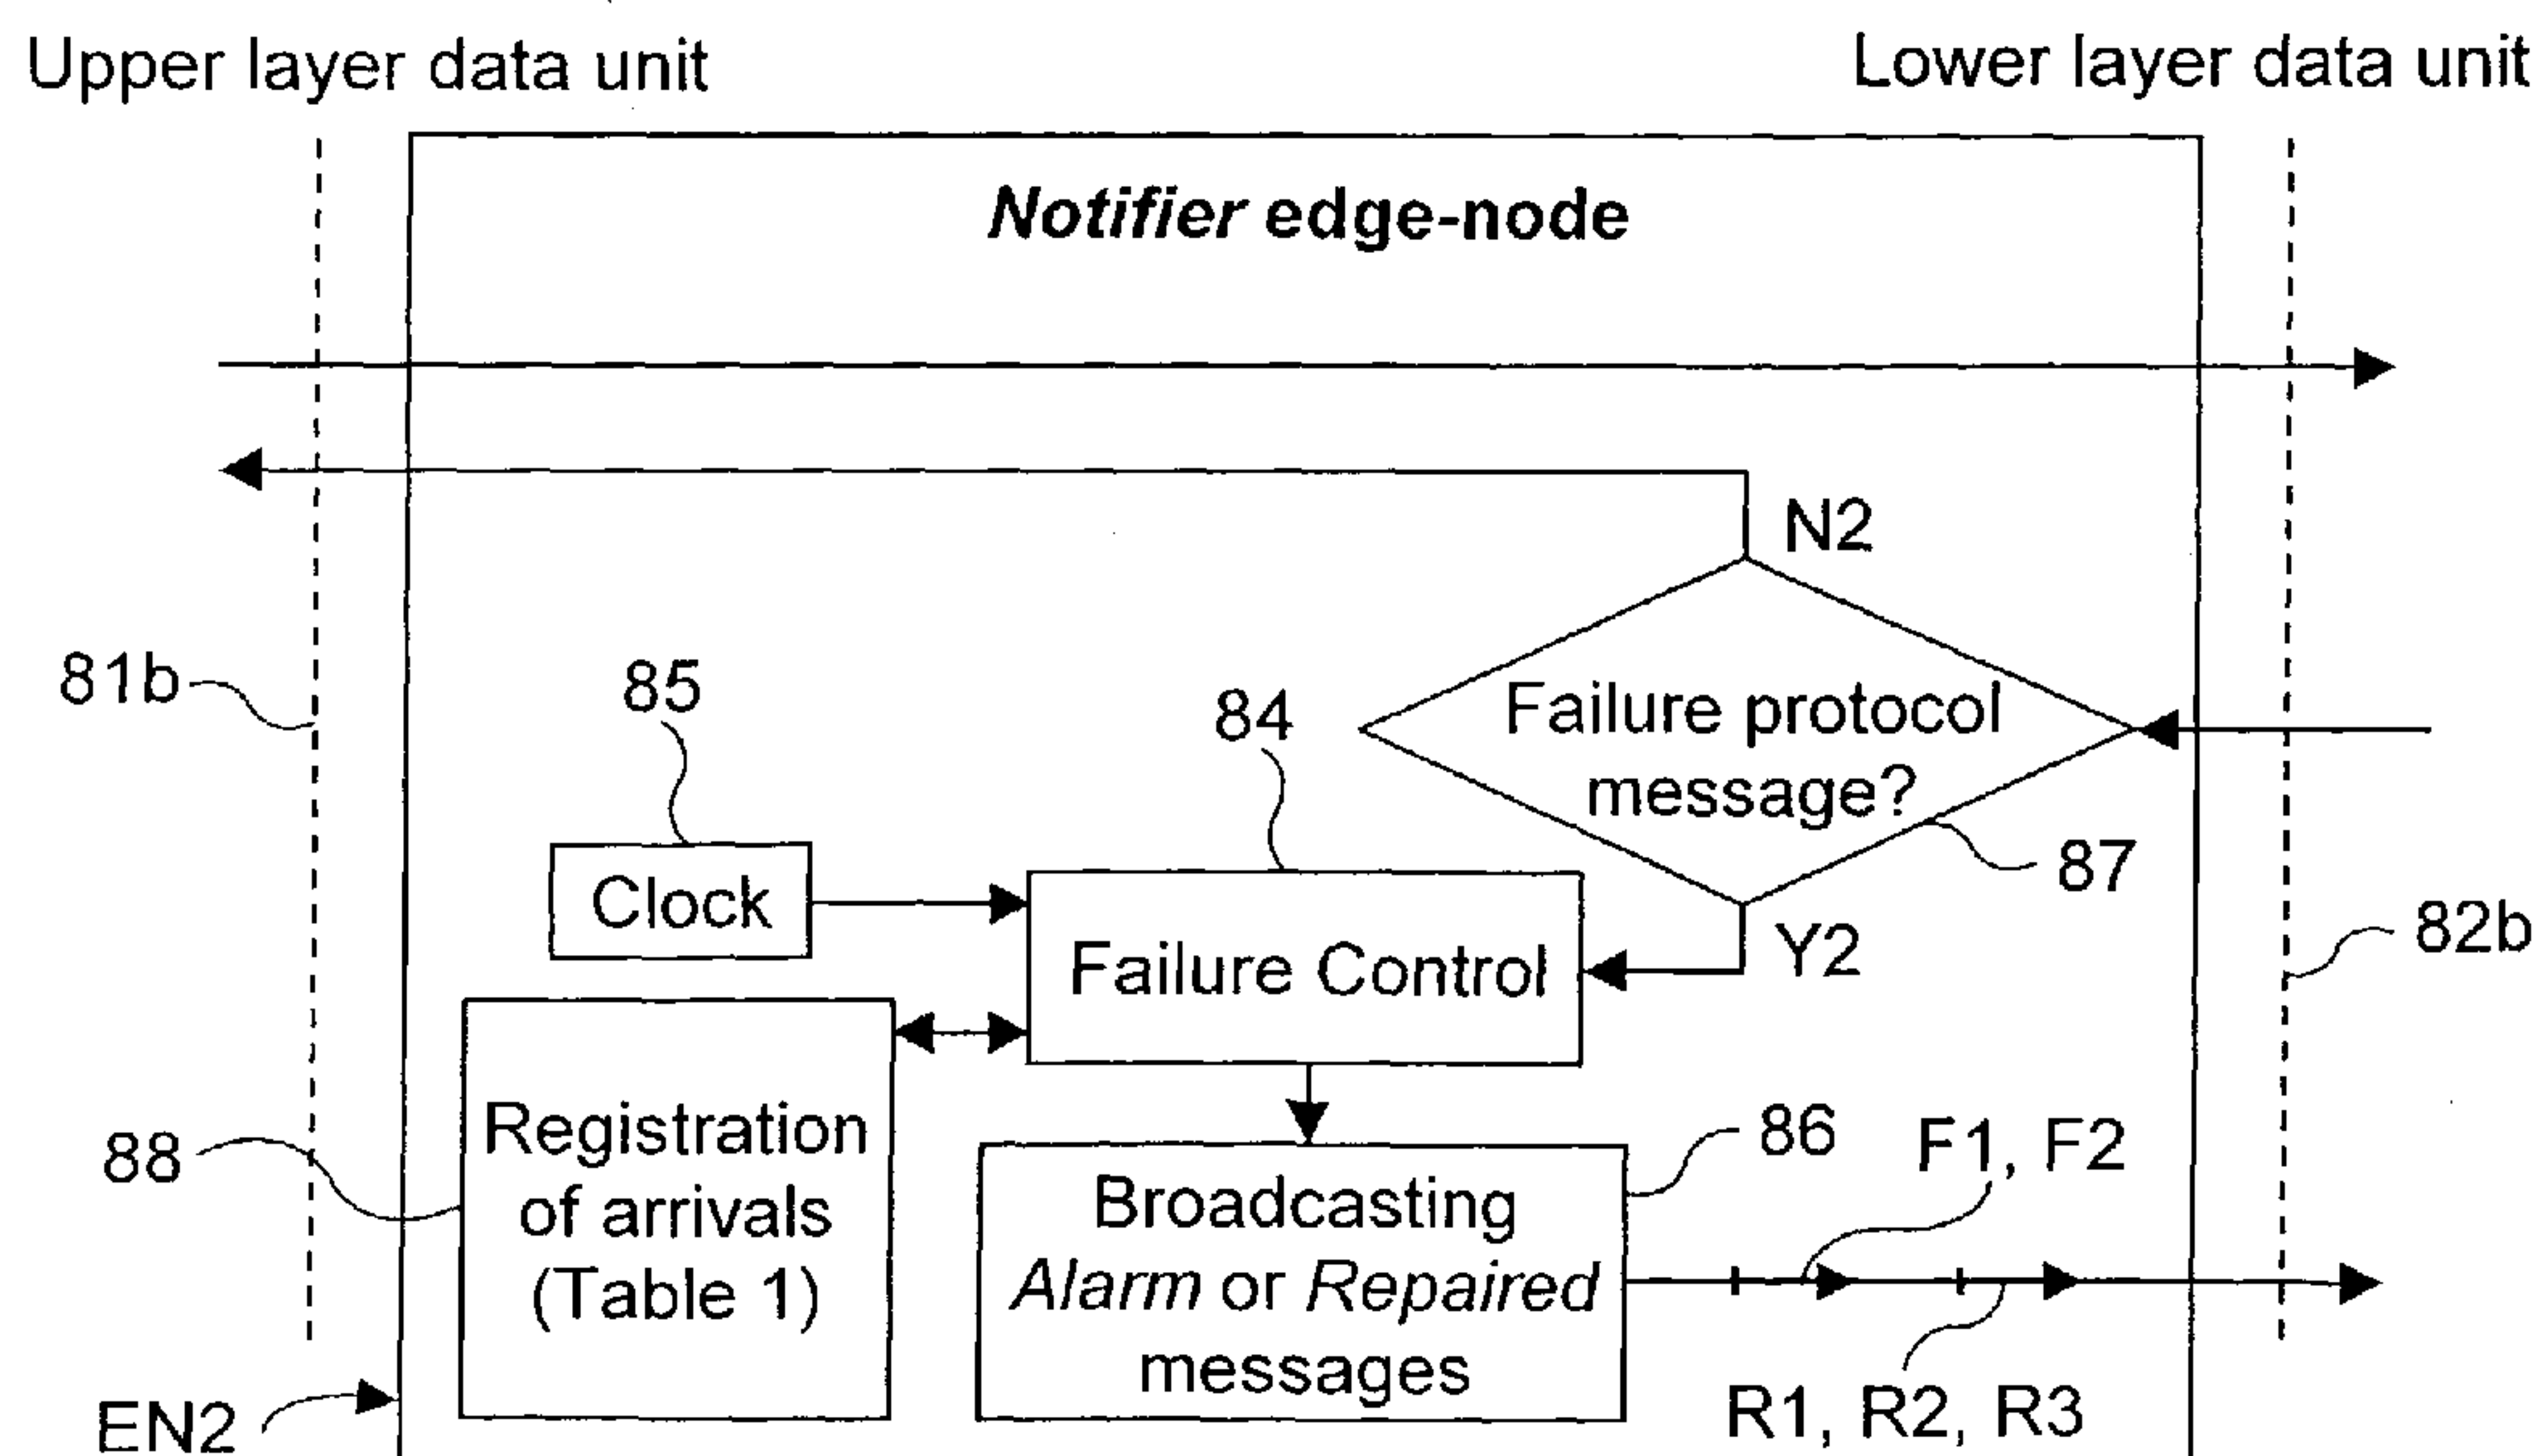 Upper layer data unit
Lower layer data unit
Notifier edge-node
N2
81b
85
84
Failure protocol
message?
87
Clock
Failure Control
Y2
82b
88
Registration
of arrivals
(Table 1)
86
F1, F2
Broadcasting
Alarm or Repaired
messages
R1, R2, R3
EN2